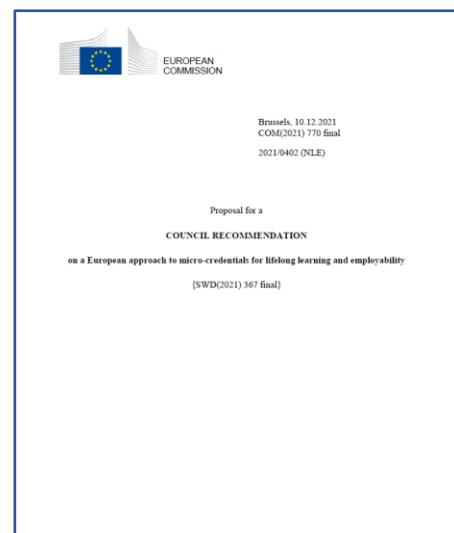 EUROPEAN
COMMISSION
Brussels, 10.12.2021
COM(2021) 770 final
2021/0402 (NLE)
Proposal for a
COUNCIL RECOMMENDATION
on a European approach to micro-credentials for lifelong learning and employability
{SWD(2021) 367 final}